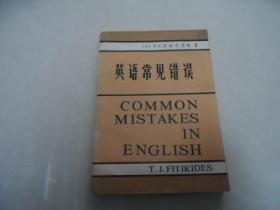 英语常见错误
COMMON
MISTAKES
IN
ENGLISH
T. J. FITIKIDES